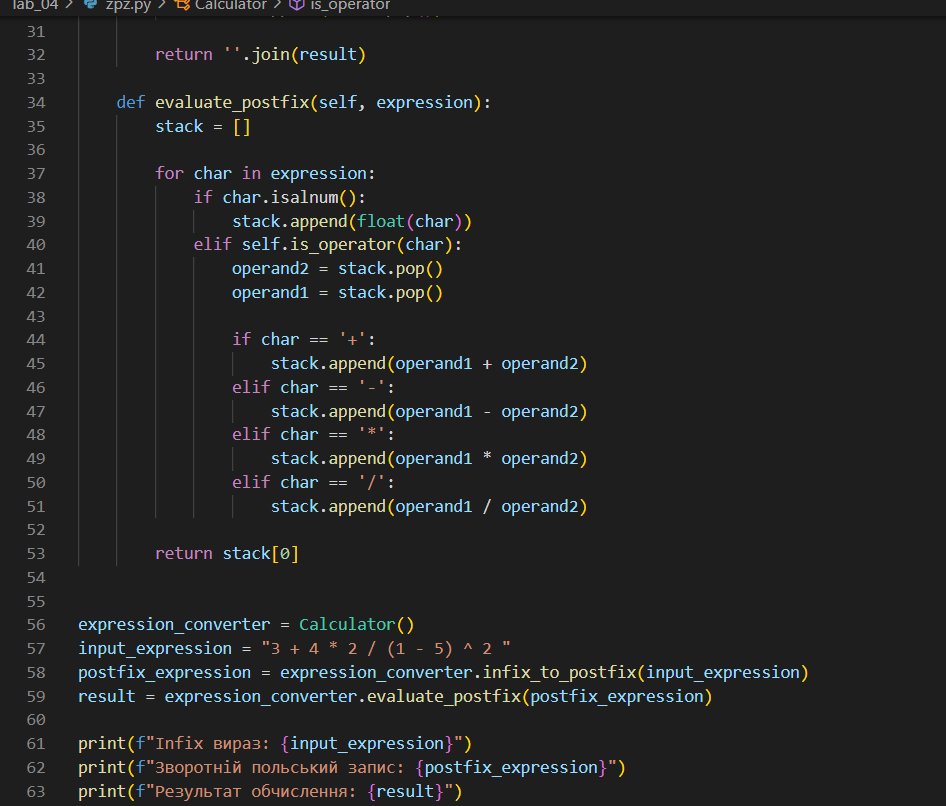 lab_04 > zpz.py > Calculator > is_operator
31
32 return ''.join(result)
33
34 def evaluate_postfix(self, expression):
35 stack = []
36
37 for char in expression:
38 if char.isalnum():
39 stack.append(float(char))
40 elif self.is_operator(char):
41 operand2 = stack.pop()
42 operand1 = stack.pop()
43
44 if char == '+':
45 stack.append(operand1 + operand2)
46 elif char == '-':
47 stack.append(operand1 - operand2)
48 elif char == '*':
49 stack.append(operand1 * operand2)
50 elif char == '/':
51 stack.append(operand1 / operand2)
52
53 return stack[0]
54
55
56 expression_converter = Calculator()
57 input_expression = "3 + 4 * 2 / (1 - 5) ^ 2 "
58 postfix_expression = expression_converter.infix_to_postfix(input_expression)
59 result = expression_converter.evaluate_postfix(postfix_expression)
60
61 print(f"Infix вираз: {input_expression}")
62 print(f"Зворотній польський запис: {postfix_expression}")
63 print(f"Результат обчислення: {result}")